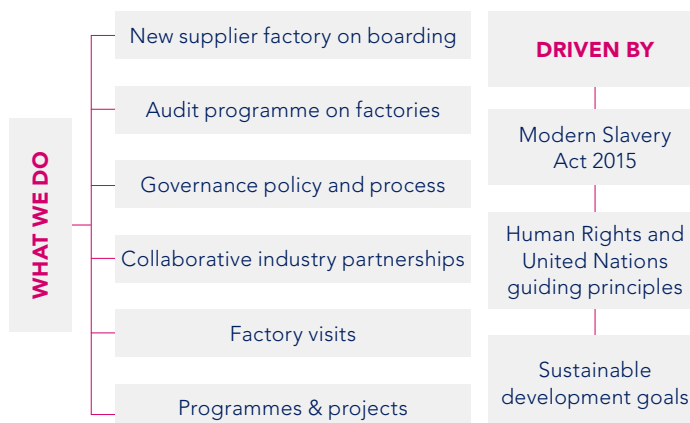 WHAT WE DO
New supplier factory on boarding
Audit programme on factories
Governance policy and process
Collaborative industry partnerships
Factory visits
Programmes & projects
DRIVEN BY
Modern Slavery
Act 2015
Human Rights and
United Nations
guiding principles
Sustainable
development goals